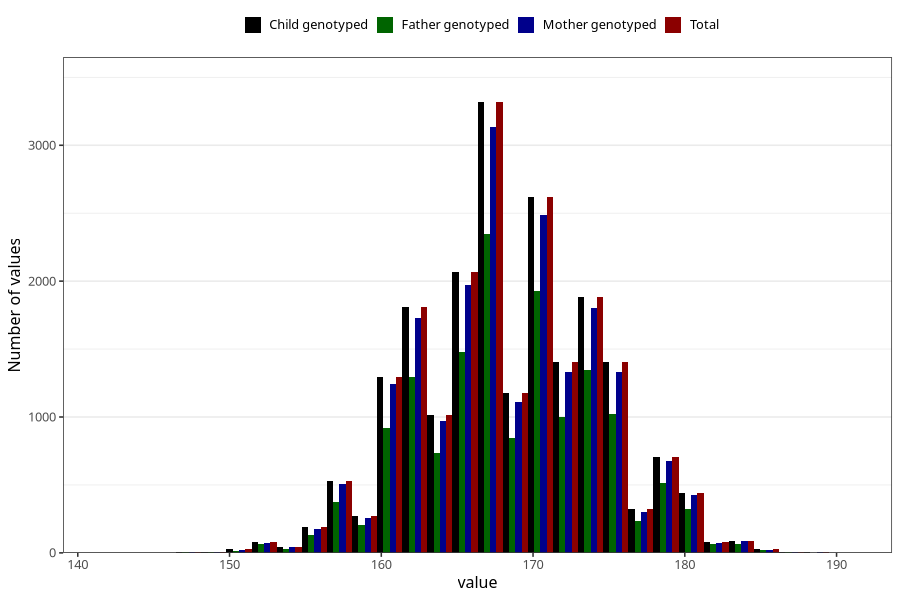 Child genotyped Father genotyped Mother genotyped Total
Number of values
3000
2000
1000
0
140 150 160 170 180 190
value